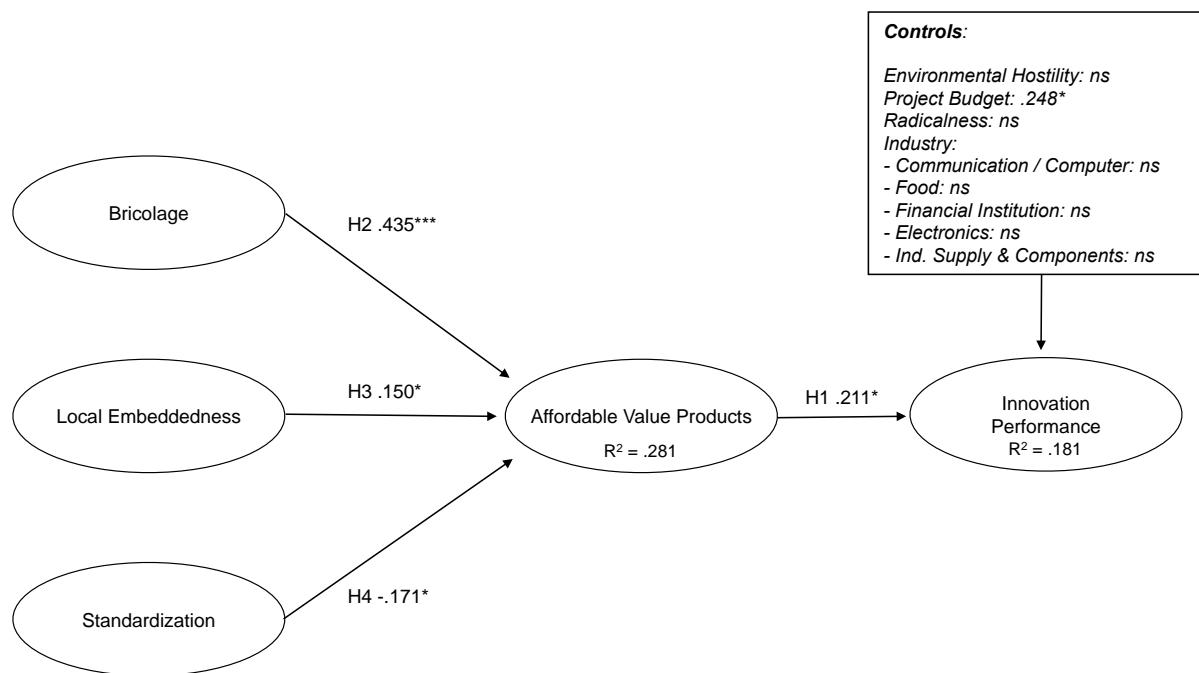 Controls:
Environmental Hostility: ns
Project Budget: .248*
Radicalness: ns
Industry:
- Communication / Computer: ns
- Food: ns
- Financial Institution: ns
- Electronics: ns
- Ind. Supply & Components: ns
Bricolage
H2 .435***
Local Embeddedness
H3 .150*
Affordable Value Products
R² = .281
H1 .211*
Innovation
Performance
R² = .181
H4 -.171*
Standardization